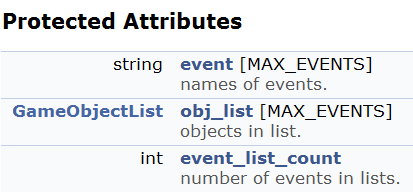 Protected Attributes
string event [MAX_EVENTS]
names of events.
GameObjectList obj_list [MAX_EVENTS]
objects in list.
int event_list_count
number of events in lists.